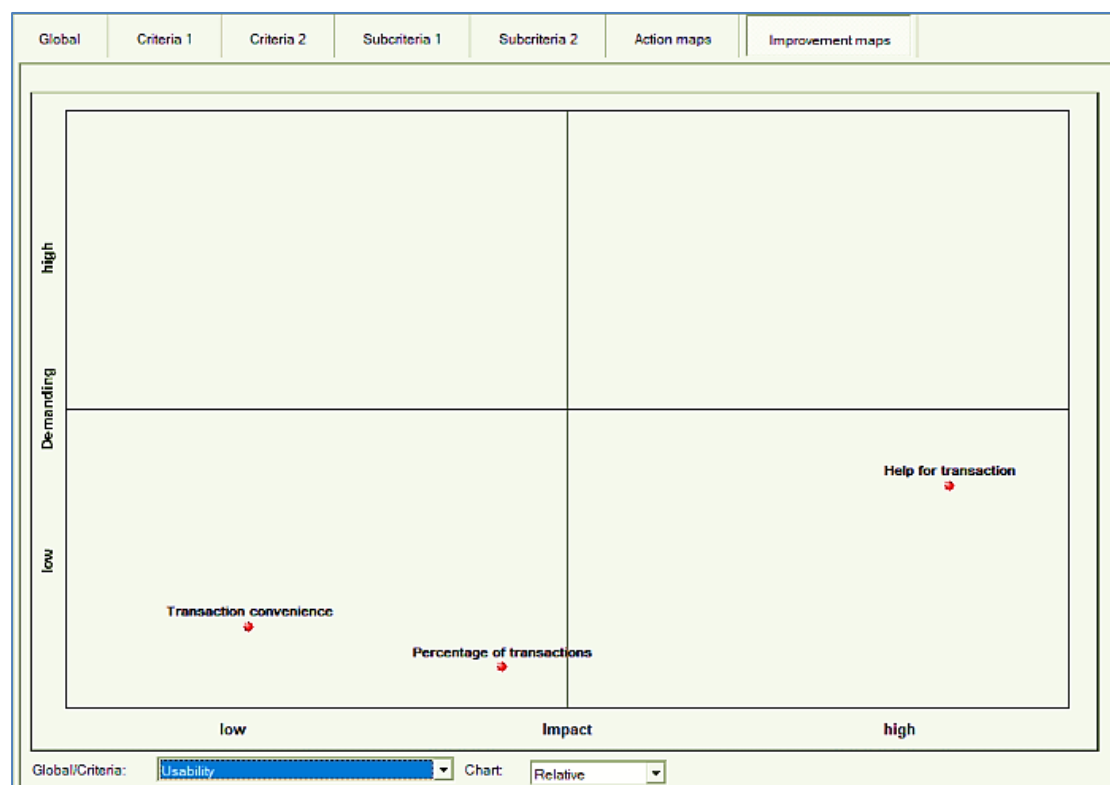 Global Criteria 1 Criteria 2 Subcriteria 1 Subcriteria 2 Action maps Improvement maps
high
Demanding
low
Help for transaction
Transaction convenience
Percentage of transactions
low Impact high
Global/Criteria: Usability Chart: Relative